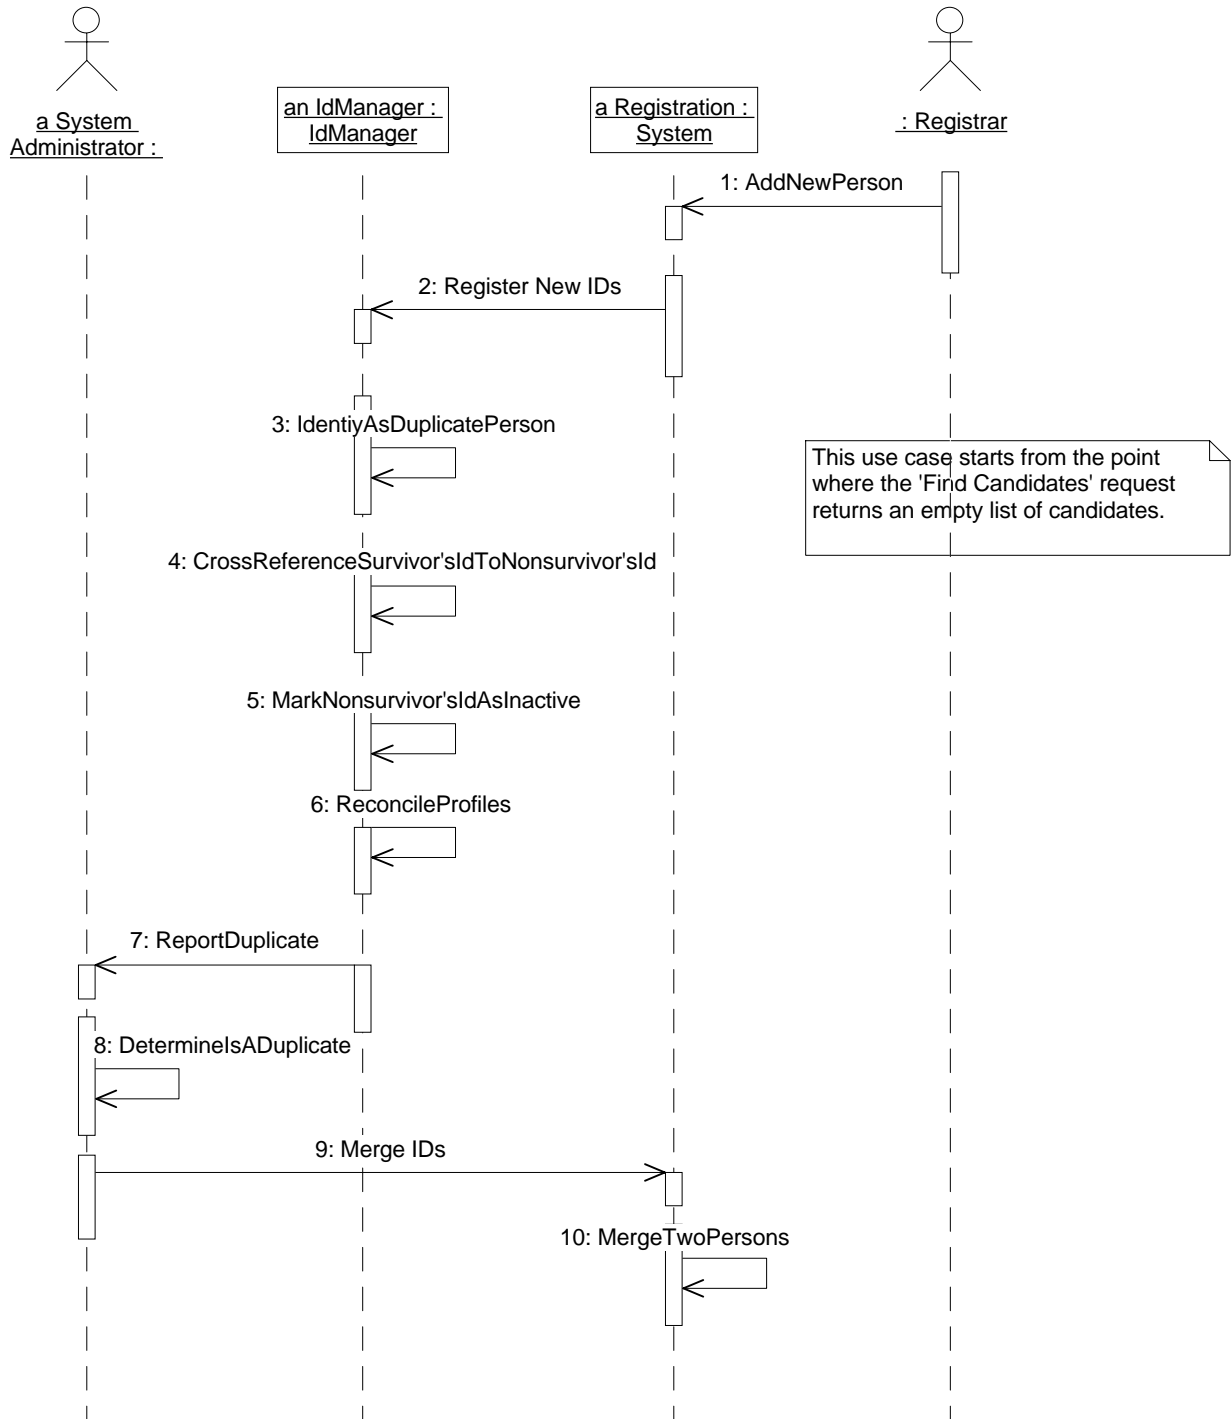 a System
Administrator :
an IdManager :
IdManager
a Registration :
System
: Registrar
1: AddNewPerson
2: Register New IDs
3: IdentiyAsDuplicatePerson
This use case starts from the point
where the 'Find Candidates' request
returns an empty list of candidates.
4: CrossReferenceSurvivor'sIdToNonsurvivor'sId
5: MarkNonsurvivor'sIdAsInactive
6: ReconcileProfiles
7: ReportDuplicate
8: DetermineIsADuplicate
9: Merge IDs
10: MergeTwoPersons